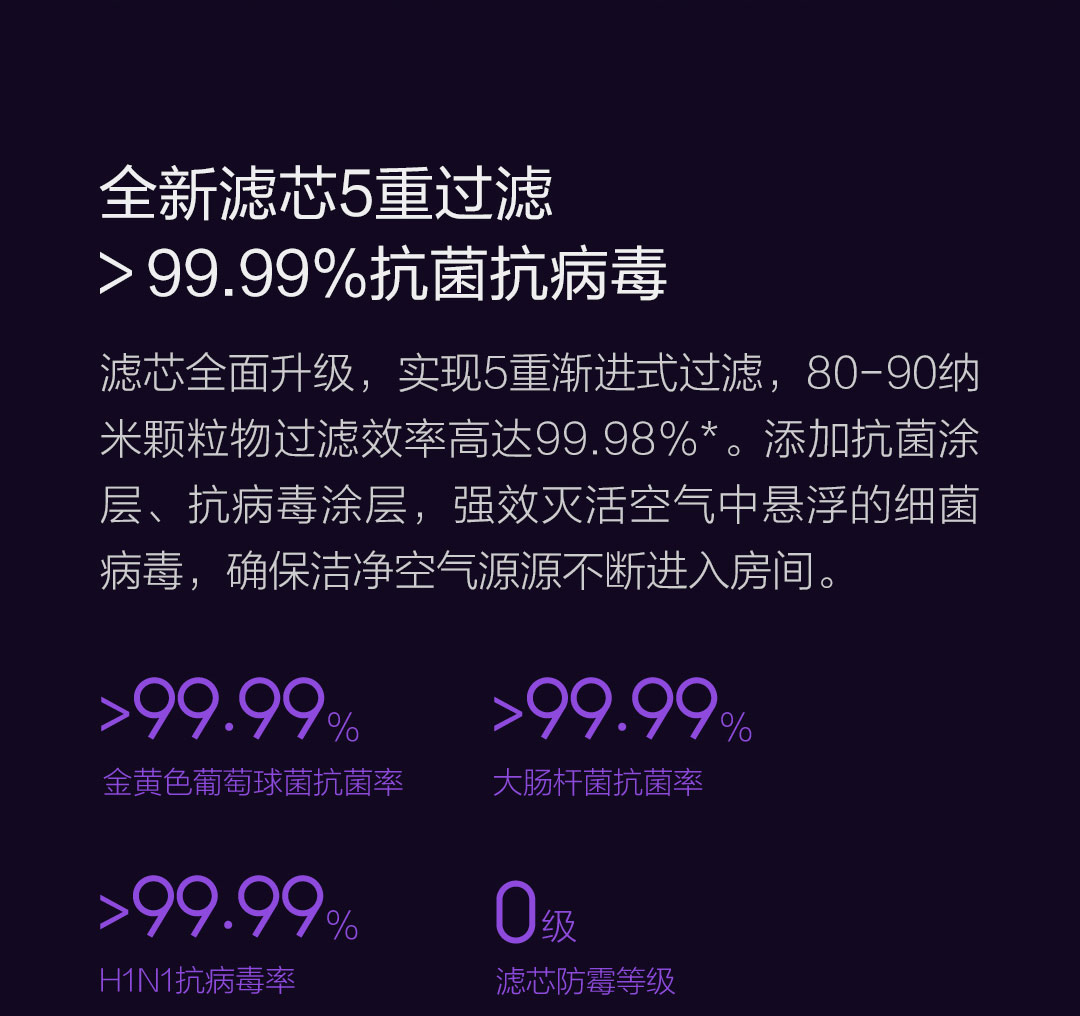 全新滤芯5重过滤
>99.99%抗菌抗病毒
滤芯全面升级，实现5重渐进式过滤，80-90纳
米颗粒物过滤效率高达99.98%*。添加抗菌涂
层、抗病毒涂层，强效灭活空气中悬浮的细菌
病毒，确保洁净空气源源不断进入房间。
>99.99% >99.99%
金黄色葡萄球菌抗菌率 大肠杆菌抗菌率
>99.99% 0级
H1N1抗病毒率 滤芯防霉等级